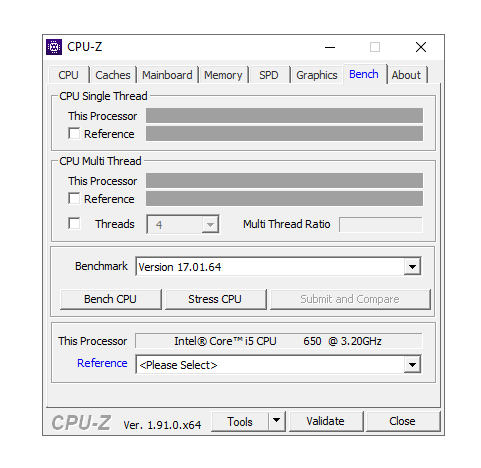 CPU-Z
CPU Caches Mainboard Memory SPD Graphics Bench About
CPU Single Thread
This Processor
Reference
CPU Multi Thread
This Processor
Reference
Threads 4 Multi Thread Ratio
Benchmark Version 17.01.64
Bench CPU Stress CPU Submit and Compare
This Processor Intel® Core™ i5 CPU 650 @ 3.20GHz
Reference <Please Select>
CPU-Z Ver. 1.91.0.x64 Tools Validate Close